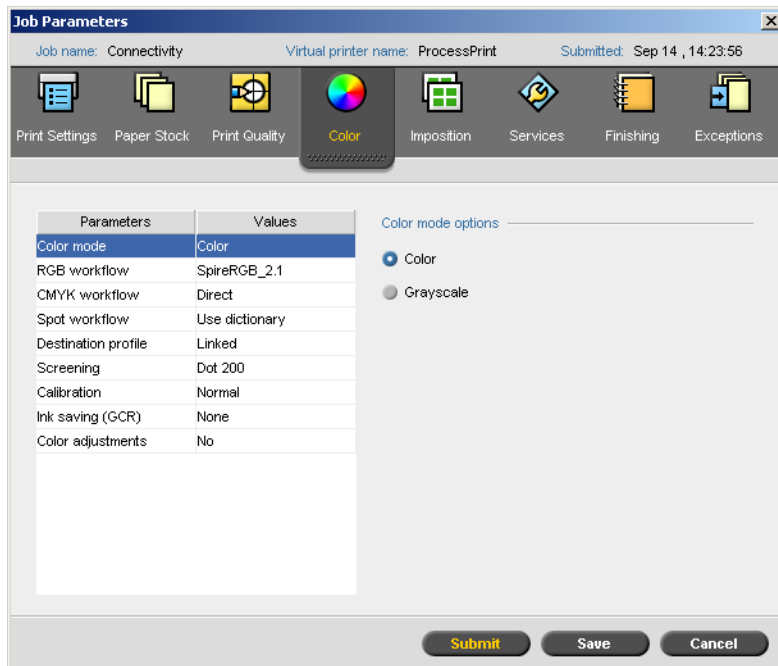 Job Parameters
Job name: Connectivity Virtual printer name: ProcessPrint Submitted: Sep 14 , 14:23:56
Print Settings Paper Stock Print Quality Color Imposition Services Finishing Exceptions
Parameters Values
Color mode options
Color mode Color
Color
RGB workflow SpireRGB_2.1
Grayscale
CMYK workflow Direct
Spot workflow Use dictionary
Destination profile Linked
Screening Dot 200
Calibration Normal
Ink saving (GCR) None
Color adjustments No
Submit Save Cancel